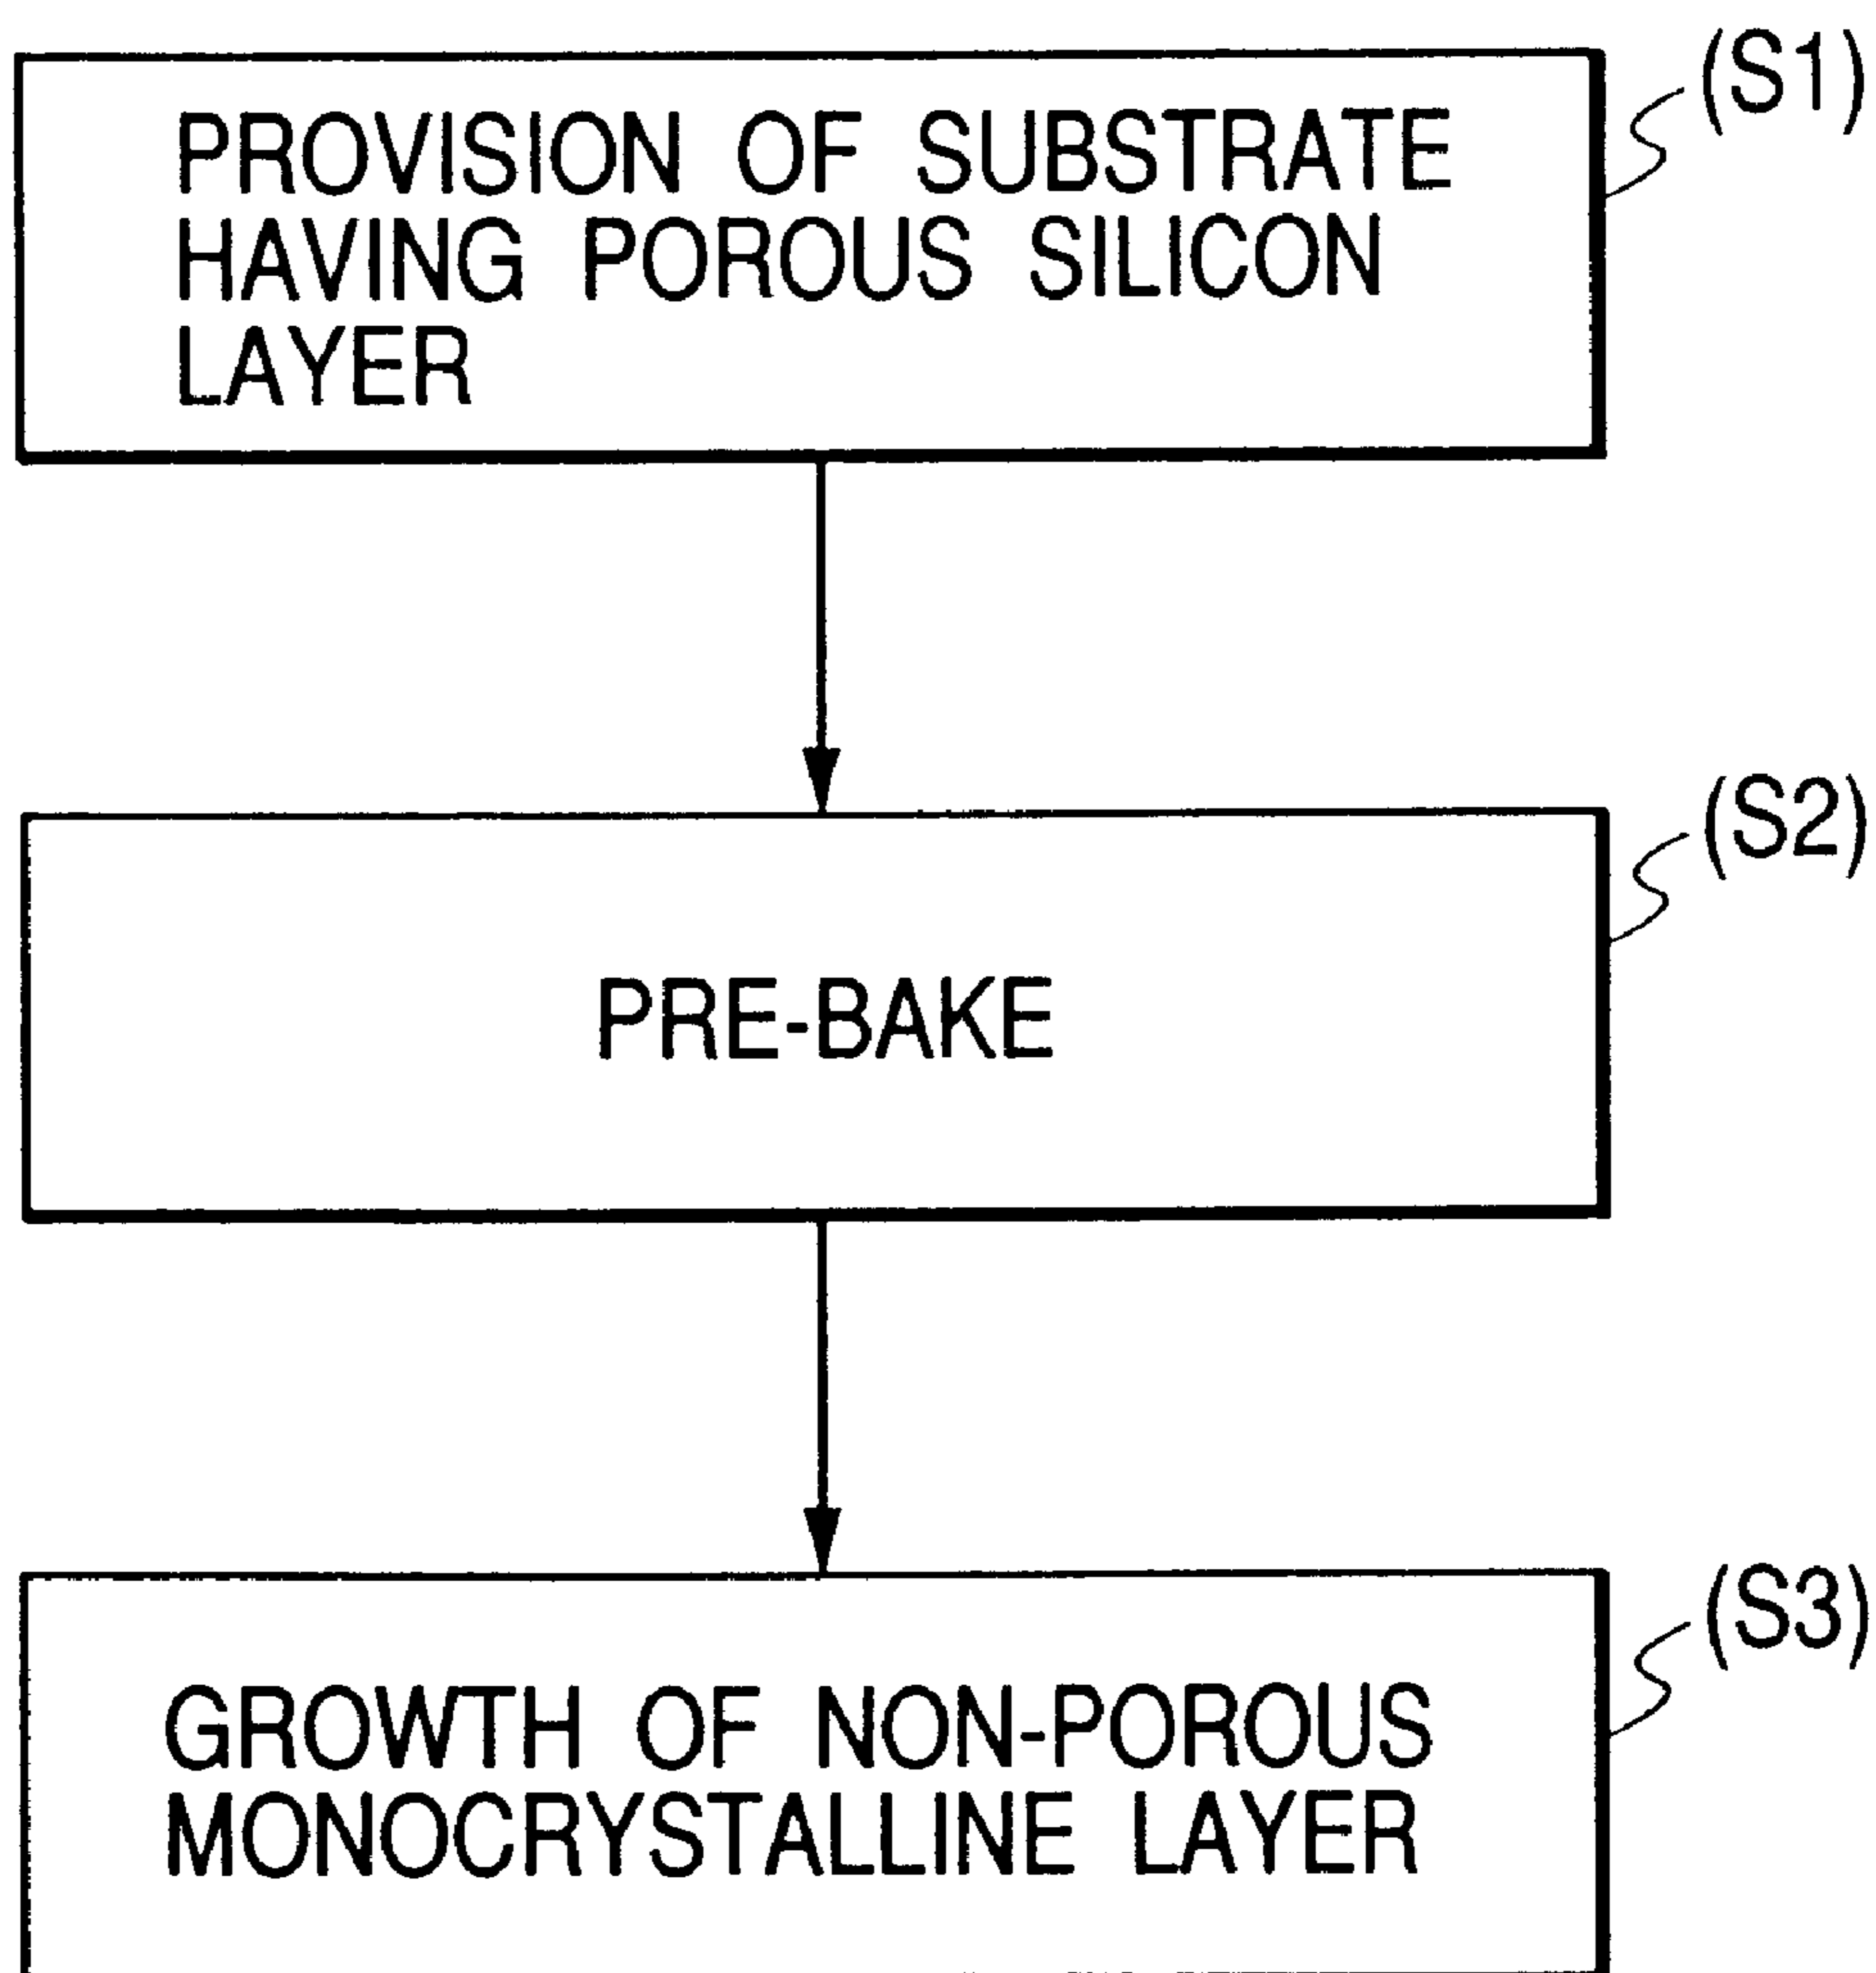 (S1)
PROVISION OF SUBSTRATE
HAVING POROUS SILICON
LAYER
(S2)
PRE-BAKE
(S3)
GROWTH OF NON-POROUS
MONOCRYSTALLINE LAYER